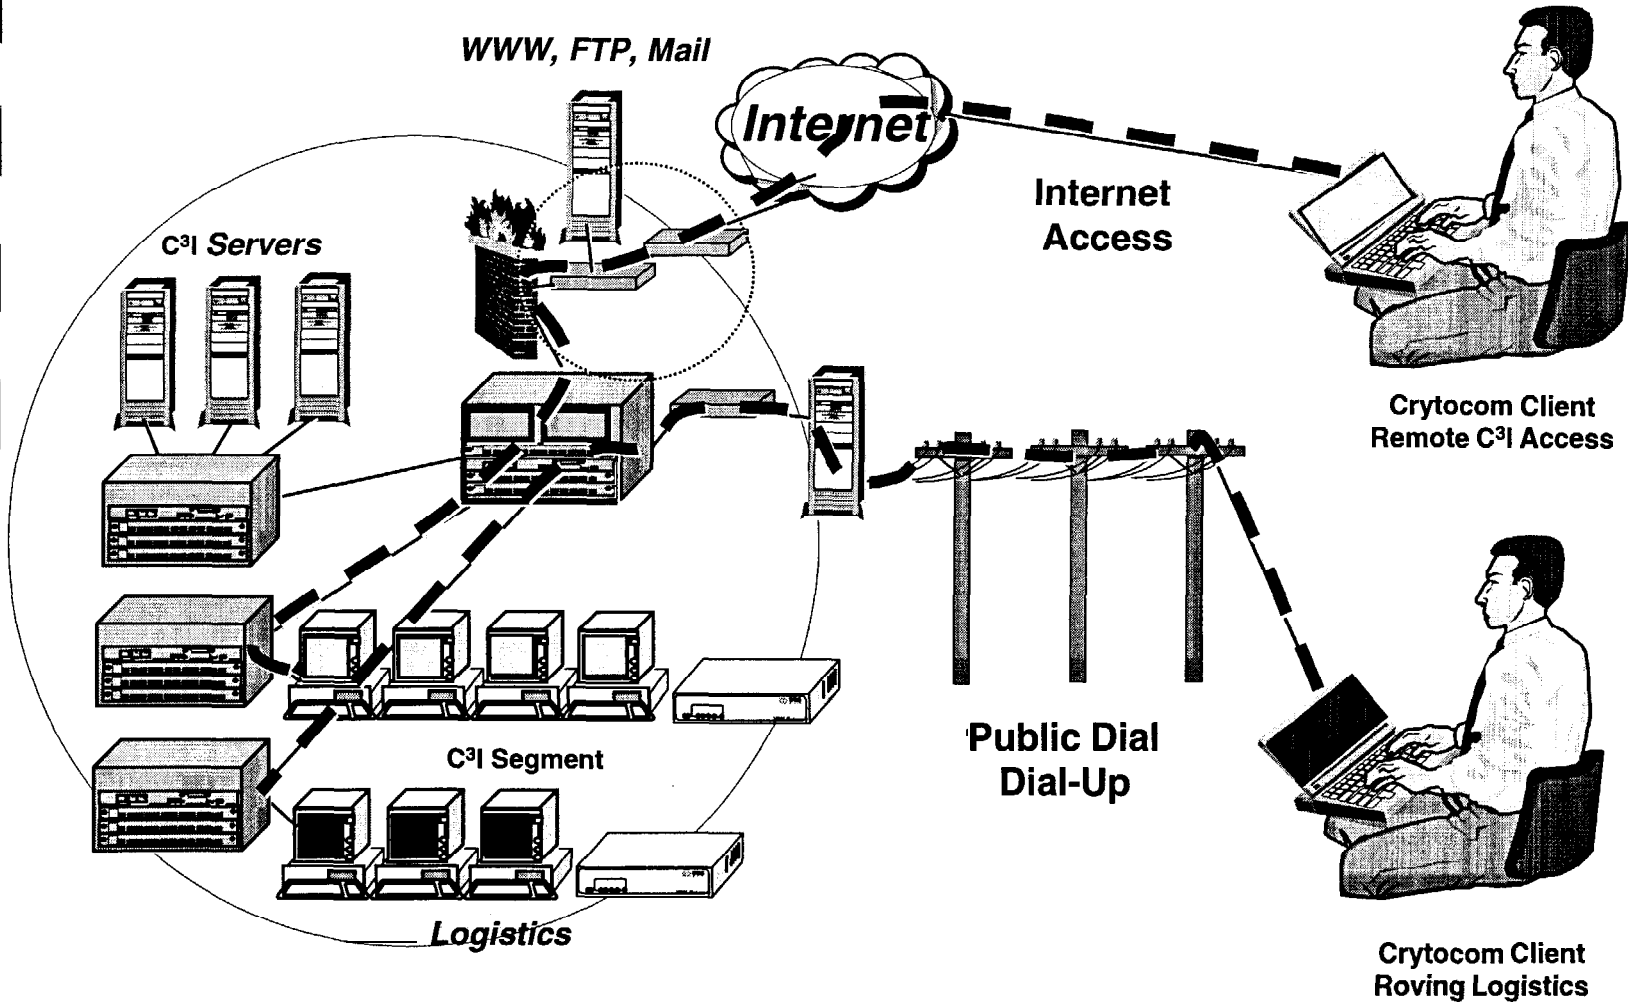 WWW, FTP, Mail
Internet
Internet
Access
C³I Servers
Crytocom Client
Remote C³I Access
C³I Segment
Public Dial
Dial-Up
Logistics
Crytocom Client
Roving Logistics